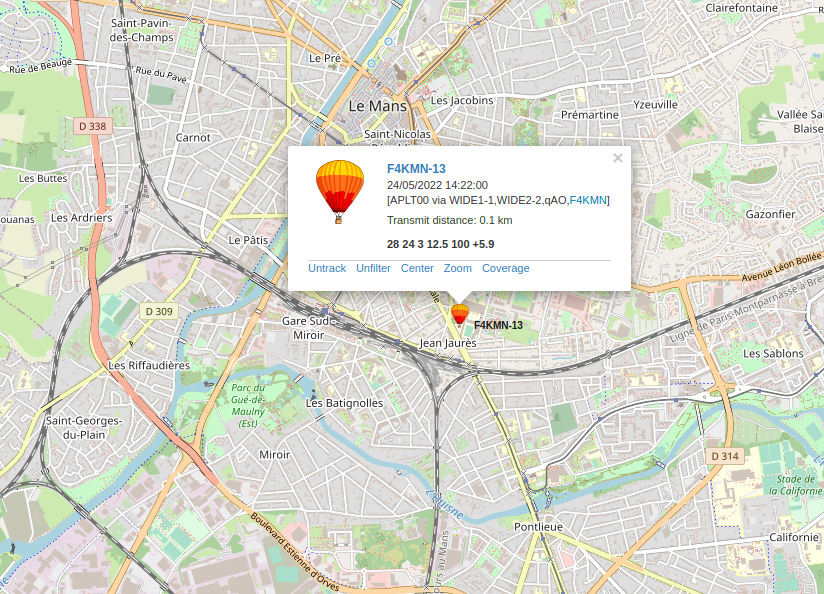 Saint-Pavin-
des-Champs
Clairefontaine
Rue de Beaugé
Rue du Pavé
Le Pré
Le Mans
Les Jacobins
Yzeuville
Prémartine
Vallée Sa
Blaise
D 338
Carnot
Saint-Nicolas
Les Buttes
ouanas
Les Ardriers
Gazonfier
Le Pâtis
×
F4KMN-13
24/05/2022 14:22:00
[APLT00 via WIDE1-1,WIDE2-2,qAO,F4KMN]
Transmit distance: 0.1 km
28 24 3 12.5 100 +5.9
Untrack Unfilter Center Zoom Coverage
Avenue Léon Bollée
Ligne de Paris-Montparnasse à Bres
D 309
Gare Sud
Miroir
F4KMN-13
Jean Jaurès
Les Sablons
Les Riffaudières
Parc du
Gué-de-
Maulny
(Est)
Les Batignolles
Saint-Georges-
du-Plain
Miroir
D 314
L'Huisne
Stade de
la Californie
Pontlieue
Californie
Boulevard Estienne d'Orves
ours au Mans